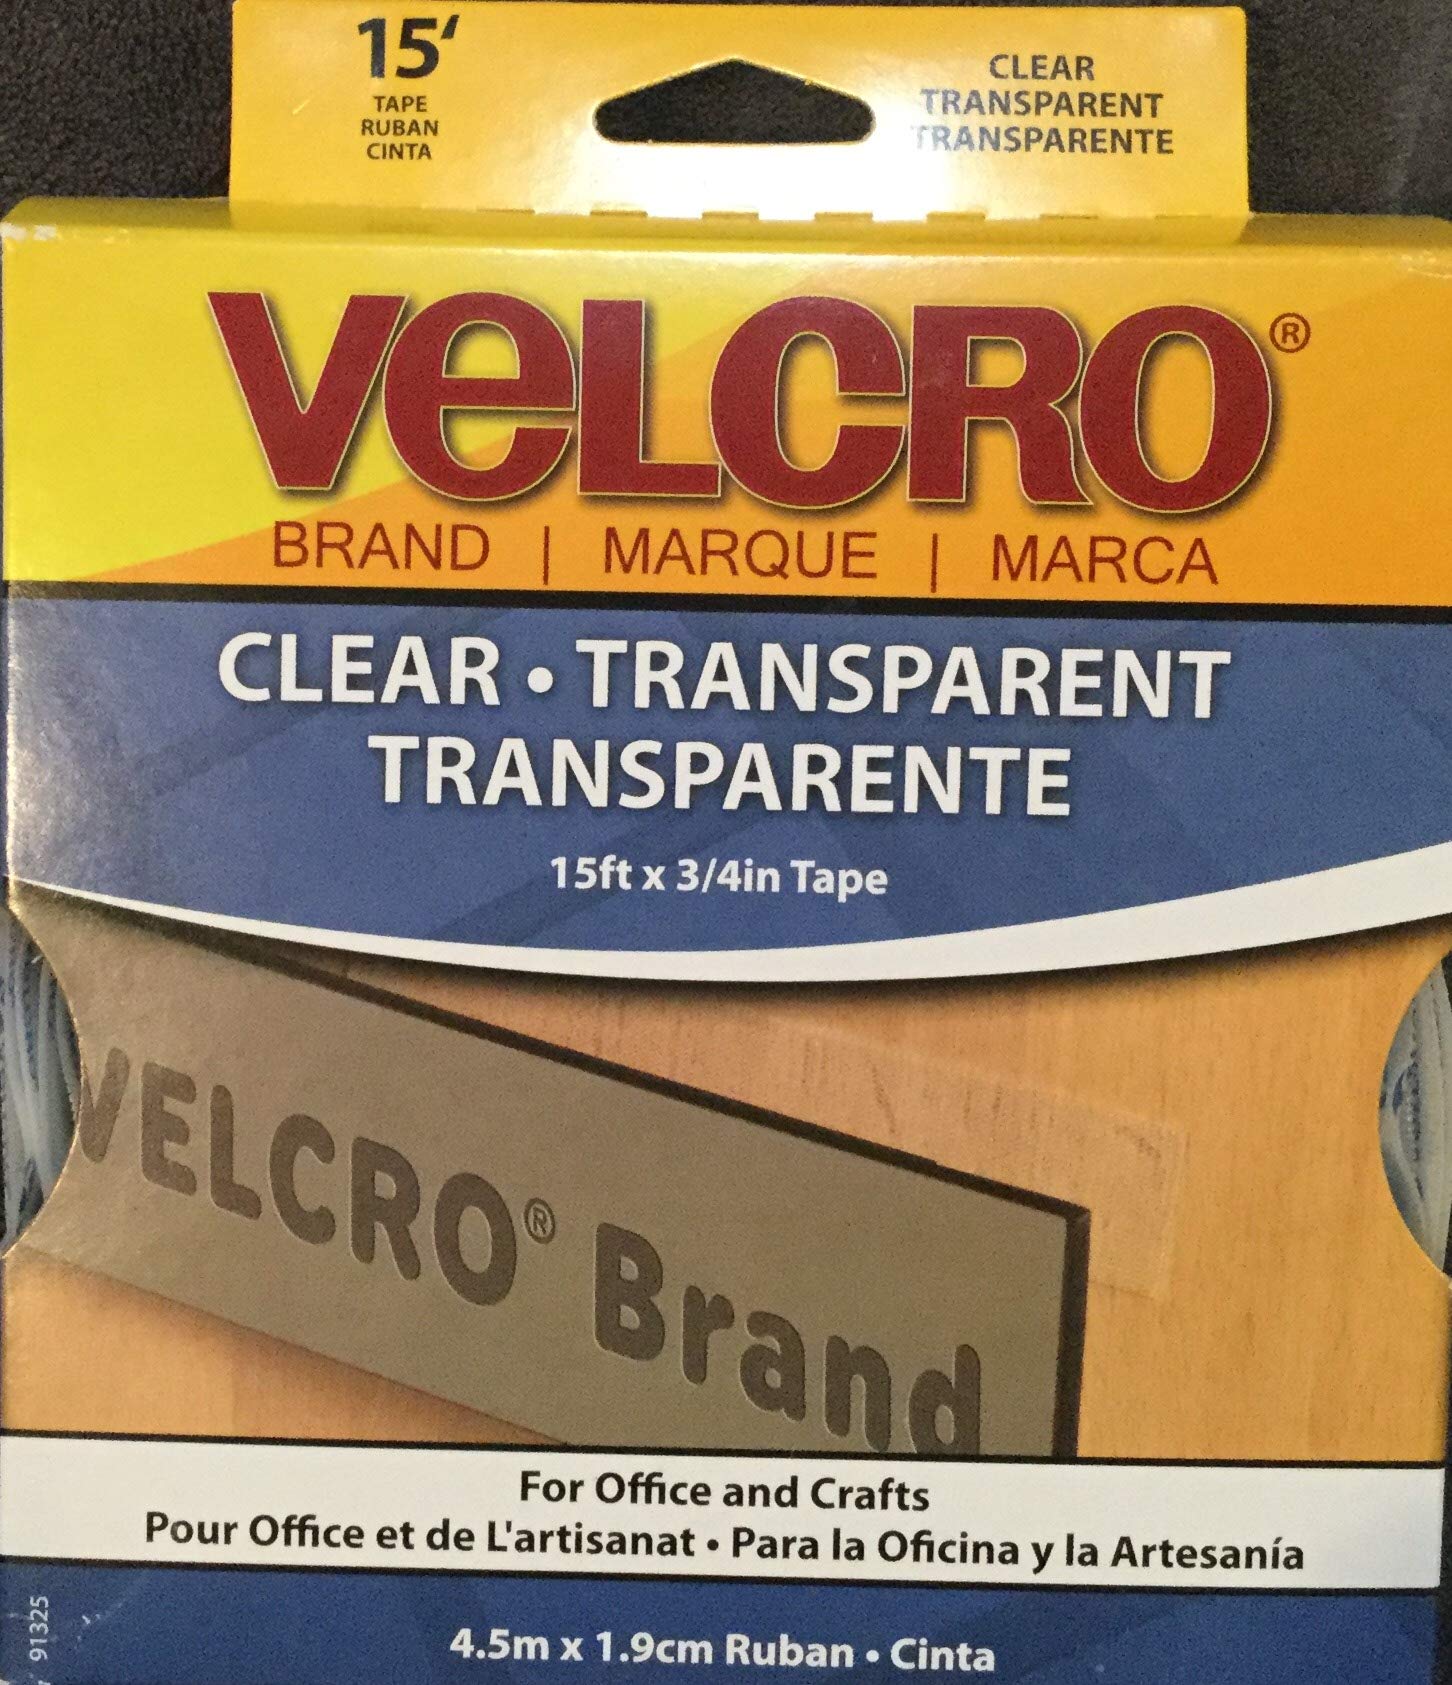 15'
TAPE
RUBAN
CINTA
CLEAR
TRANSPARENT
TRANSPARENTE
VELCRO®
BRAND | MARQUE | MARCA
CLEAR • TRANSPARENT
TRANSPARENTE
15ft x 3/4in Tape
VELCRO® Brand
For Office and Crafts
Pour Office et de L'artisanat • Para la Oficina y la Artesanía
91325
4.5m x 1.9cm Ruban • Cinta